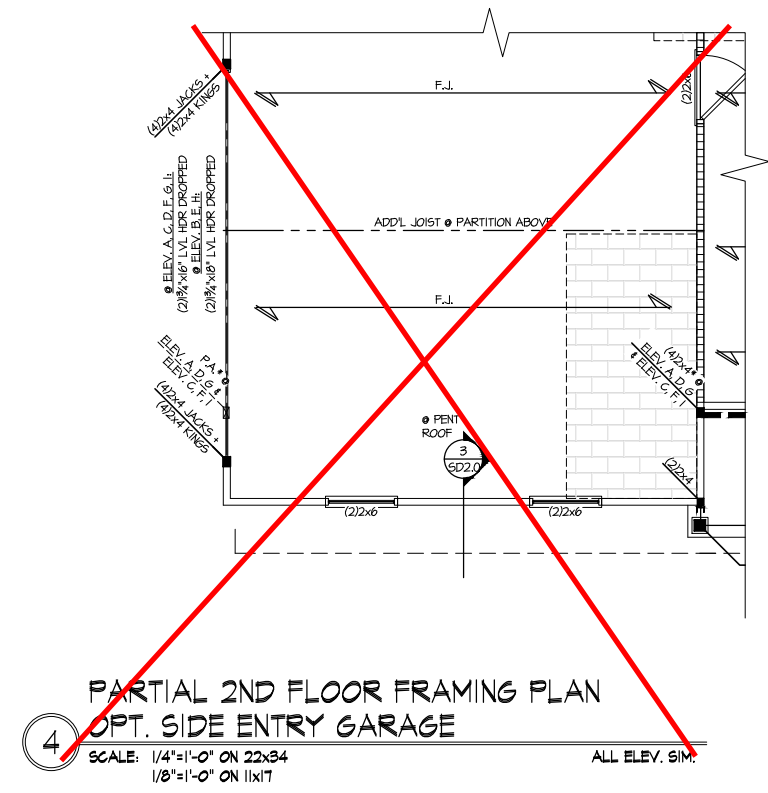 F.J.
(2)2x6
(4)2x4 JACKS +
(4)2x4 KINGS
@ ELEV. A, C, D, F, G, I:
(2)1¾"x16" LVL HDR DROPPED
@ ELEV. B, E, H:
(2)1¾"x18" LVL HDR DROPPED
ADD'L JOIST @ PARTITION ABOVE
F.J.
P.A.*
ELEV. A, D, G &
ELEV. C, F, I
(4)2x4 JACKS +
(4)2x4 KINGS
(4)2x4*
ELEV. A, D, G
& ELEV. C, F, I
@ PENT
ROOF
3
SD2.0
(2)2x4
(2)2x6
(2)2x6
PARTIAL 2ND FLOOR FRAMING PLAN
OPT. SIDE ENTRY GARAGE
4
SCALE: 1/4"=1'-0" ON 22x34
1/8"=1'-0" ON 11x17
ALL ELEV. SIM.